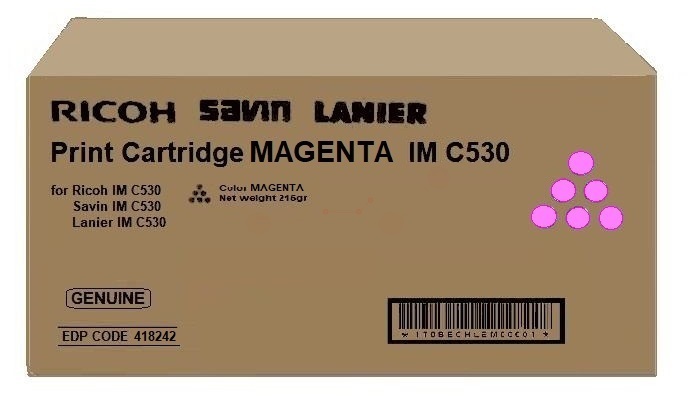 RICOH savin LANIER
Print Cartridge MAGENTA IM C530
for Ricoh IM C530
Savin IM C530
Lanier IM C530
Color MAGENTA
Net weight 216gr
GENUINE
EDP CODE 418242